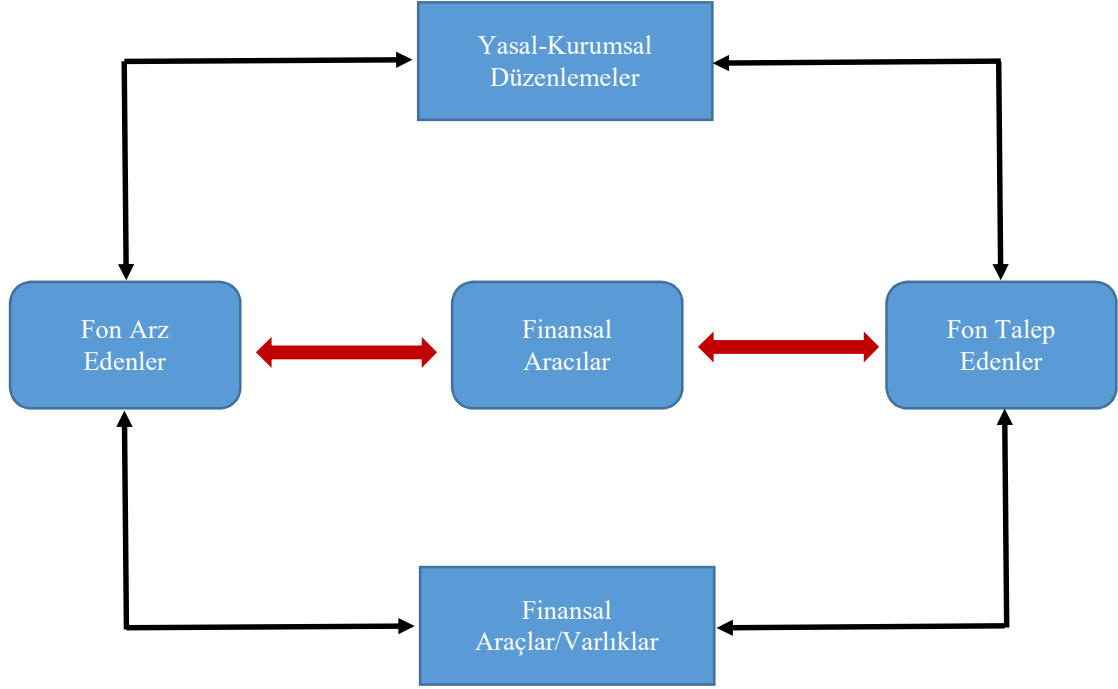 Yasal-Kurumsal
Düzenlemeler
Fon Arz
Edenler
Finansal
Aracılar
Fon Talep
Edenler
Finansal
Araçlar/Varlıklar